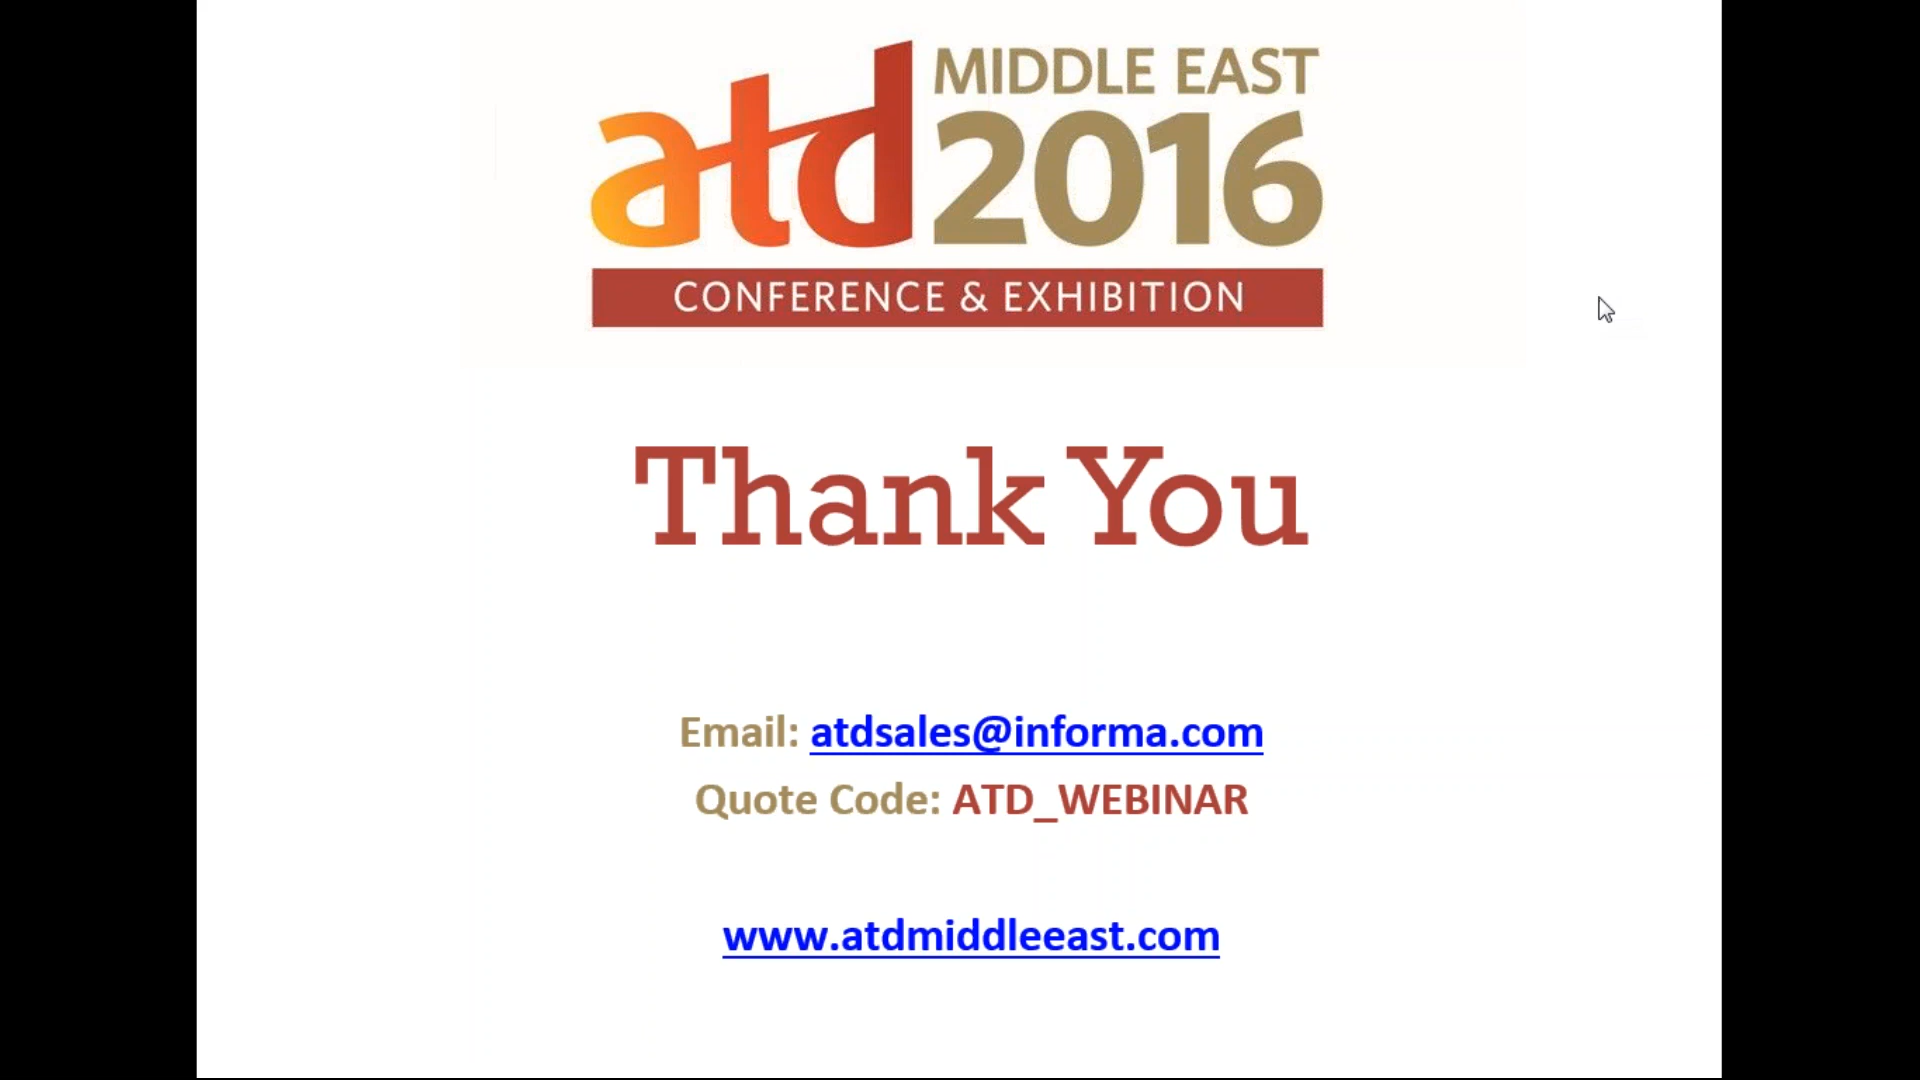 atd MIDDLE EAST
2016
CONFERENCE & EXHIBITION
Thank You
Email: atdsales@informa.com
Quote Code: ATD_WEBINAR
www.atdmiddleeast.com